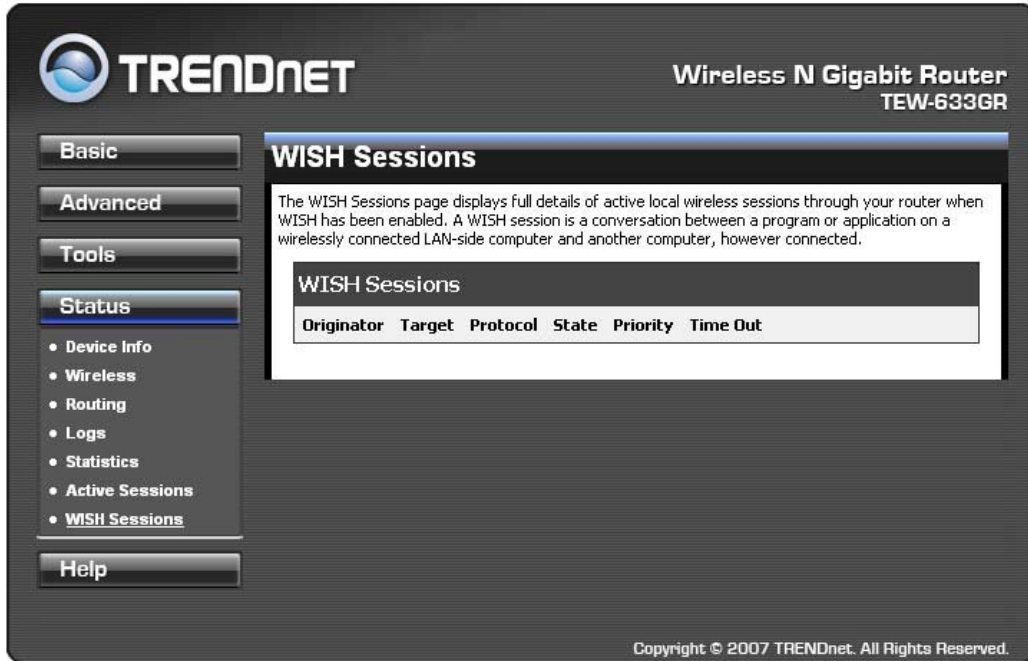 TRENDNET
Wireless N Gigabit Router
TEW-633GR
Basic
Advanced
Tools
Status
• Device Info
• Wireless
• Routing
• Logs
• Statistics
• Active Sessions
• WISH Sessions
Help
WISH Sessions
The WISH Sessions page displays full details of active local wireless sessions through your router when
WISH has been enabled. A WISH session is a conversation between a program or application on a
wirelessly connected LAN-side computer and another computer, however connected.
WISH Sessions
Originator Target Protocol State Priority Time Out
Copyright © 2007 TRENDnet. All Rights Reserved.